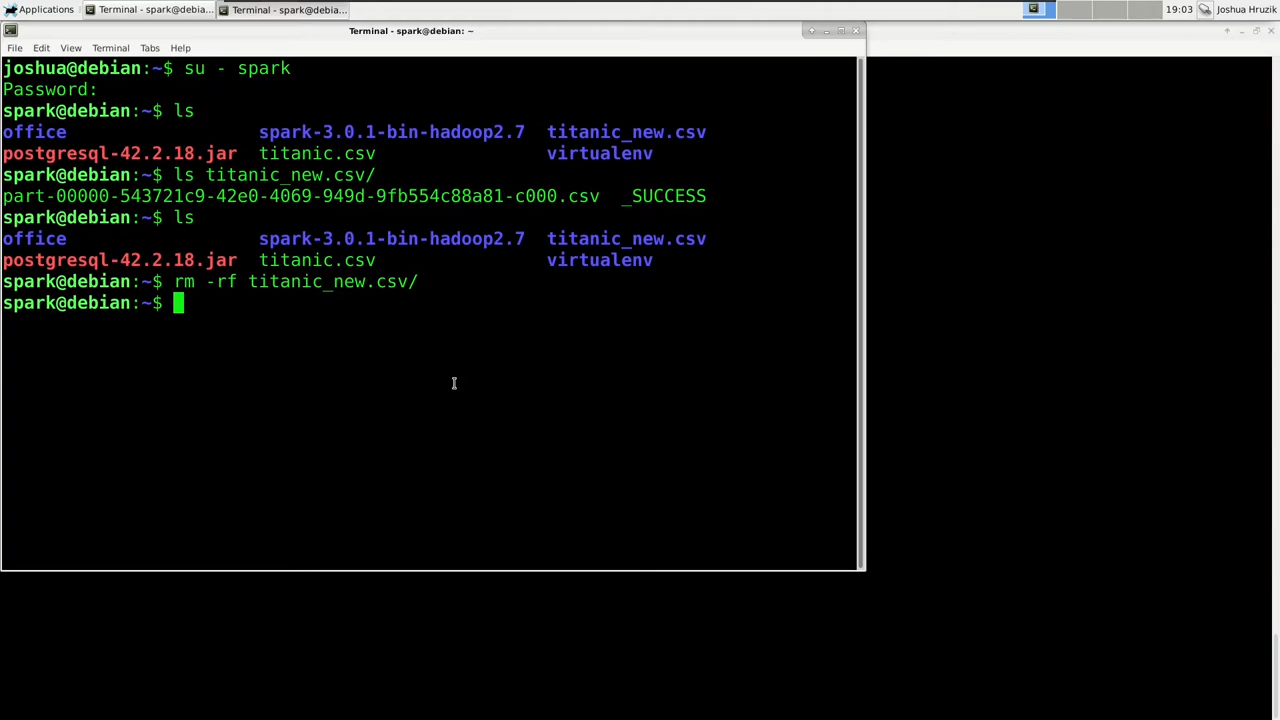 Applications Terminal - spark@debia... Terminal - spark@debia... 19:03 Joshua Hruzik
Terminal - spark@debian: ~
File Edit View Terminal Tabs Help
joshua@debian:~$ su - spark
Password:
spark@debian:~$ ls
office spark-3.0.1-bin-hadoop2.7 titanic_new.csv
postgresql-42.2.18.jar titanic.csv virtualenv
spark@debian:~$ ls titanic_new.csv/
part-00000-543721c9-42e0-4069-949d-9fb554c88a81-c000.csv _SUCCESS
spark@debian:~$ ls
office spark-3.0.1-bin-hadoop2.7 titanic_new.csv
postgresql-42.2.18.jar titanic.csv virtualenv
spark@debian:~$ rm -rf titanic_new.csv/
spark@debian:~$